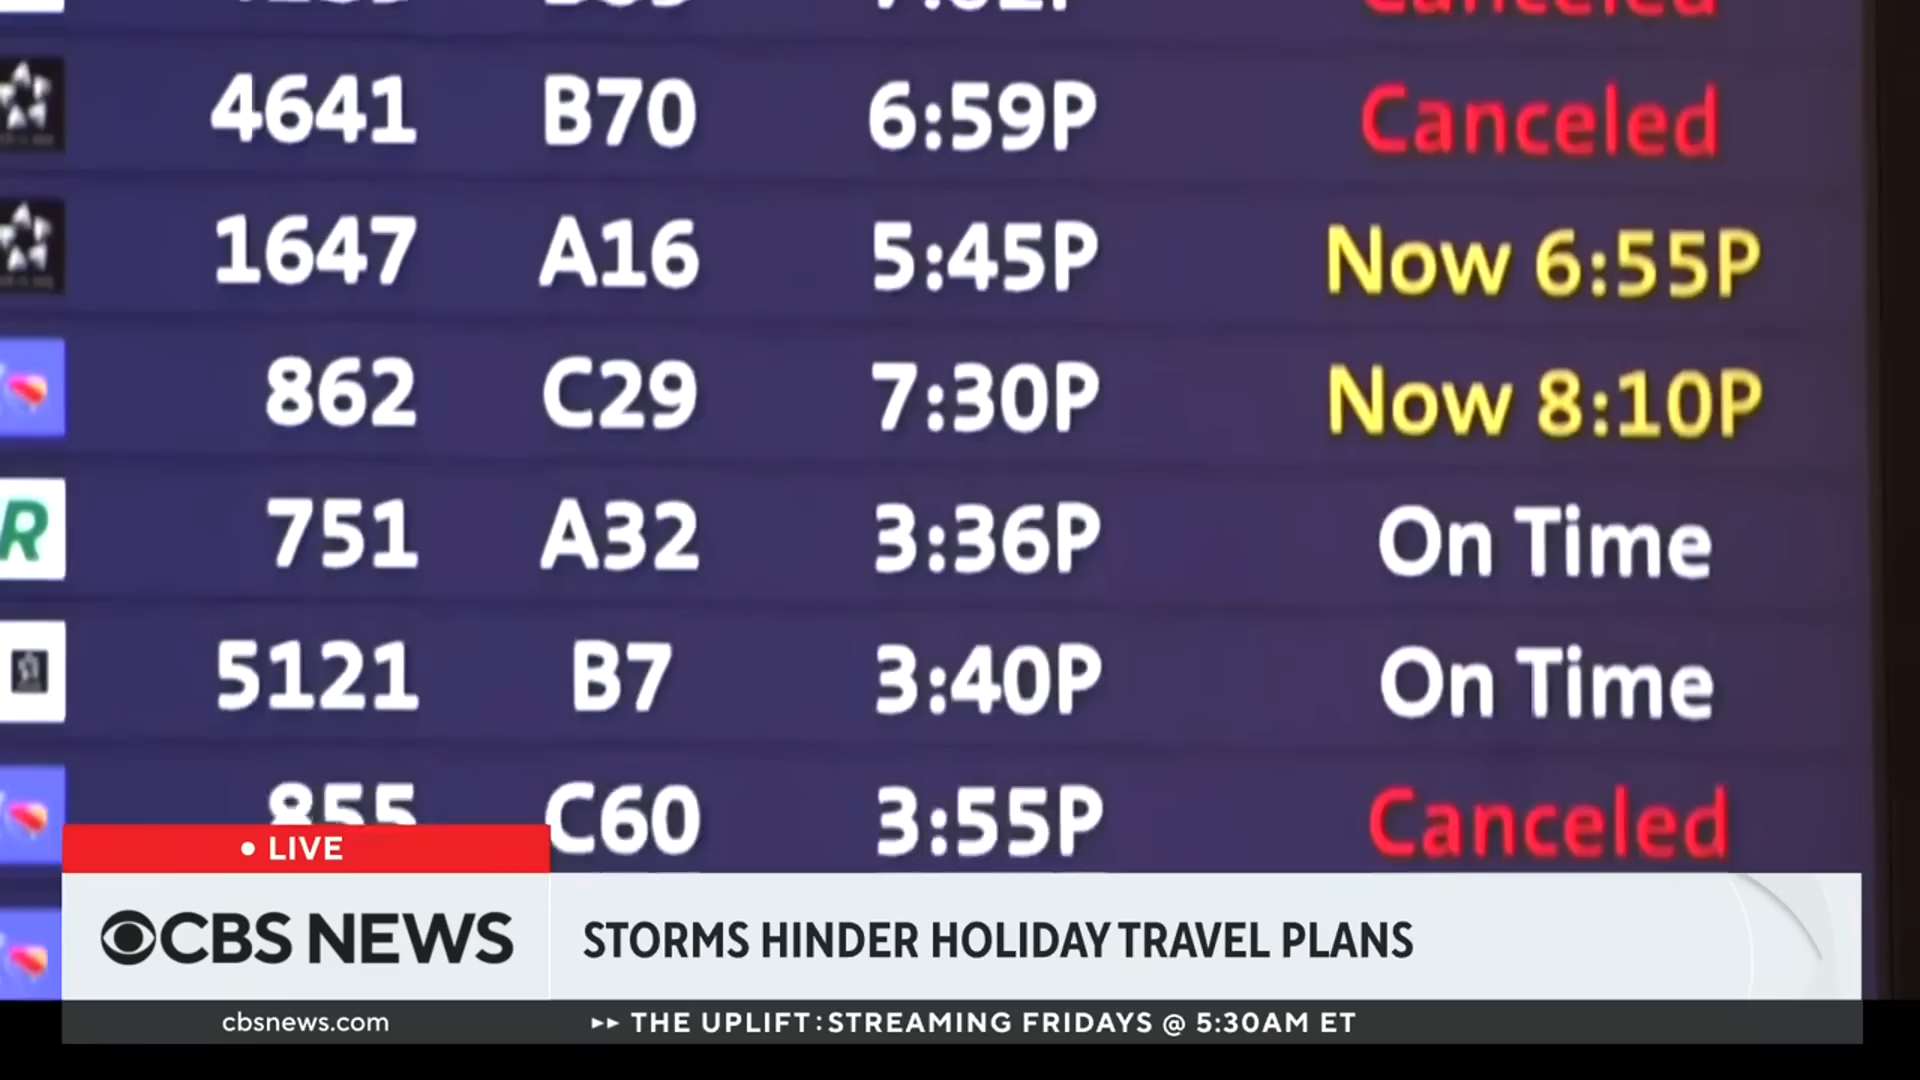 Canceled
4641 B70 6:59P Canceled
1647 A16 5:45P Now 6:55P
862 C29 7:30P Now 8:10P
R 751 A32 3:36P On Time
5121 B7 3:40P On Time
855 C60 3:55P Canceled
LIVE
CBS NEWS STORMS HINDER HOLIDAY TRAVEL PLANS
cbsnews.com THE UPLIFT: STREAMING FRIDAYS @ 5:30AM ET